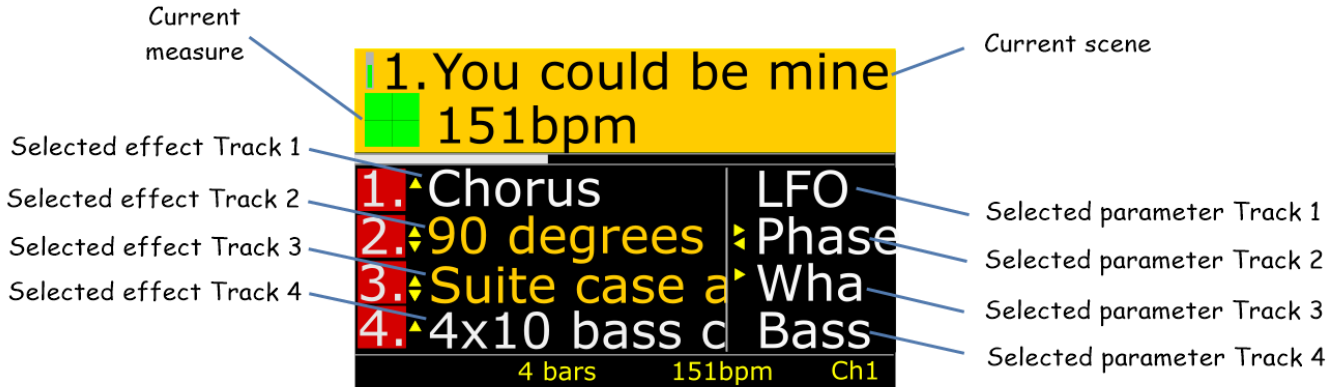 Current
measure
Current scene
1.You could be mine
151bpm
Selected effect Track 1
Selected effect Track 2
Selected effect Track 3
Selected effect Track 4
1. Chorus LFO
2. 90 degrees Phase
3. Suite case a Wha
4. 4x10 bass c Bass
4 bars 151bpm Ch1
Selected parameter Track 1
Selected parameter Track 2
Selected parameter Track 3
Selected parameter Track 4